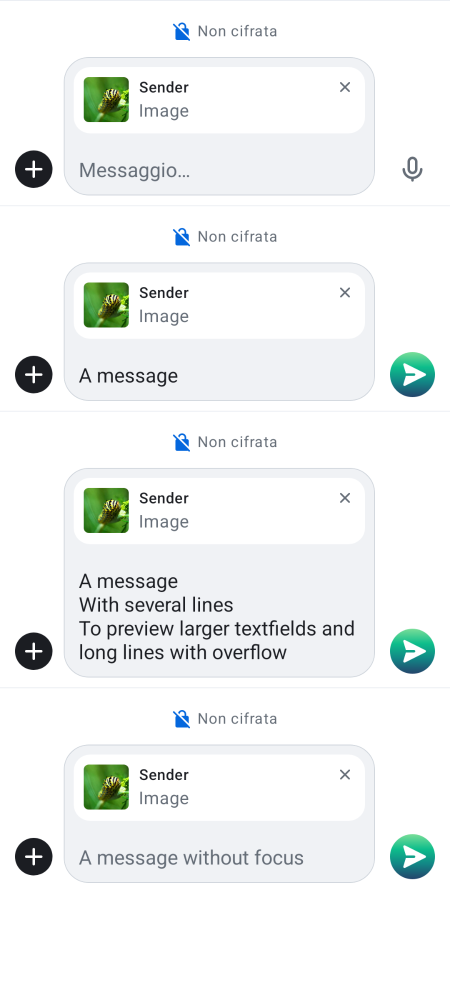 Non cifrata
Sender
Image
Messaggio…
Non cifrata
Sender
Image
A message
Non cifrata
Sender
Image
A message
With several lines
To preview larger textfields and
long lines with overflow
Non cifrata
Sender
Image
A message without focus